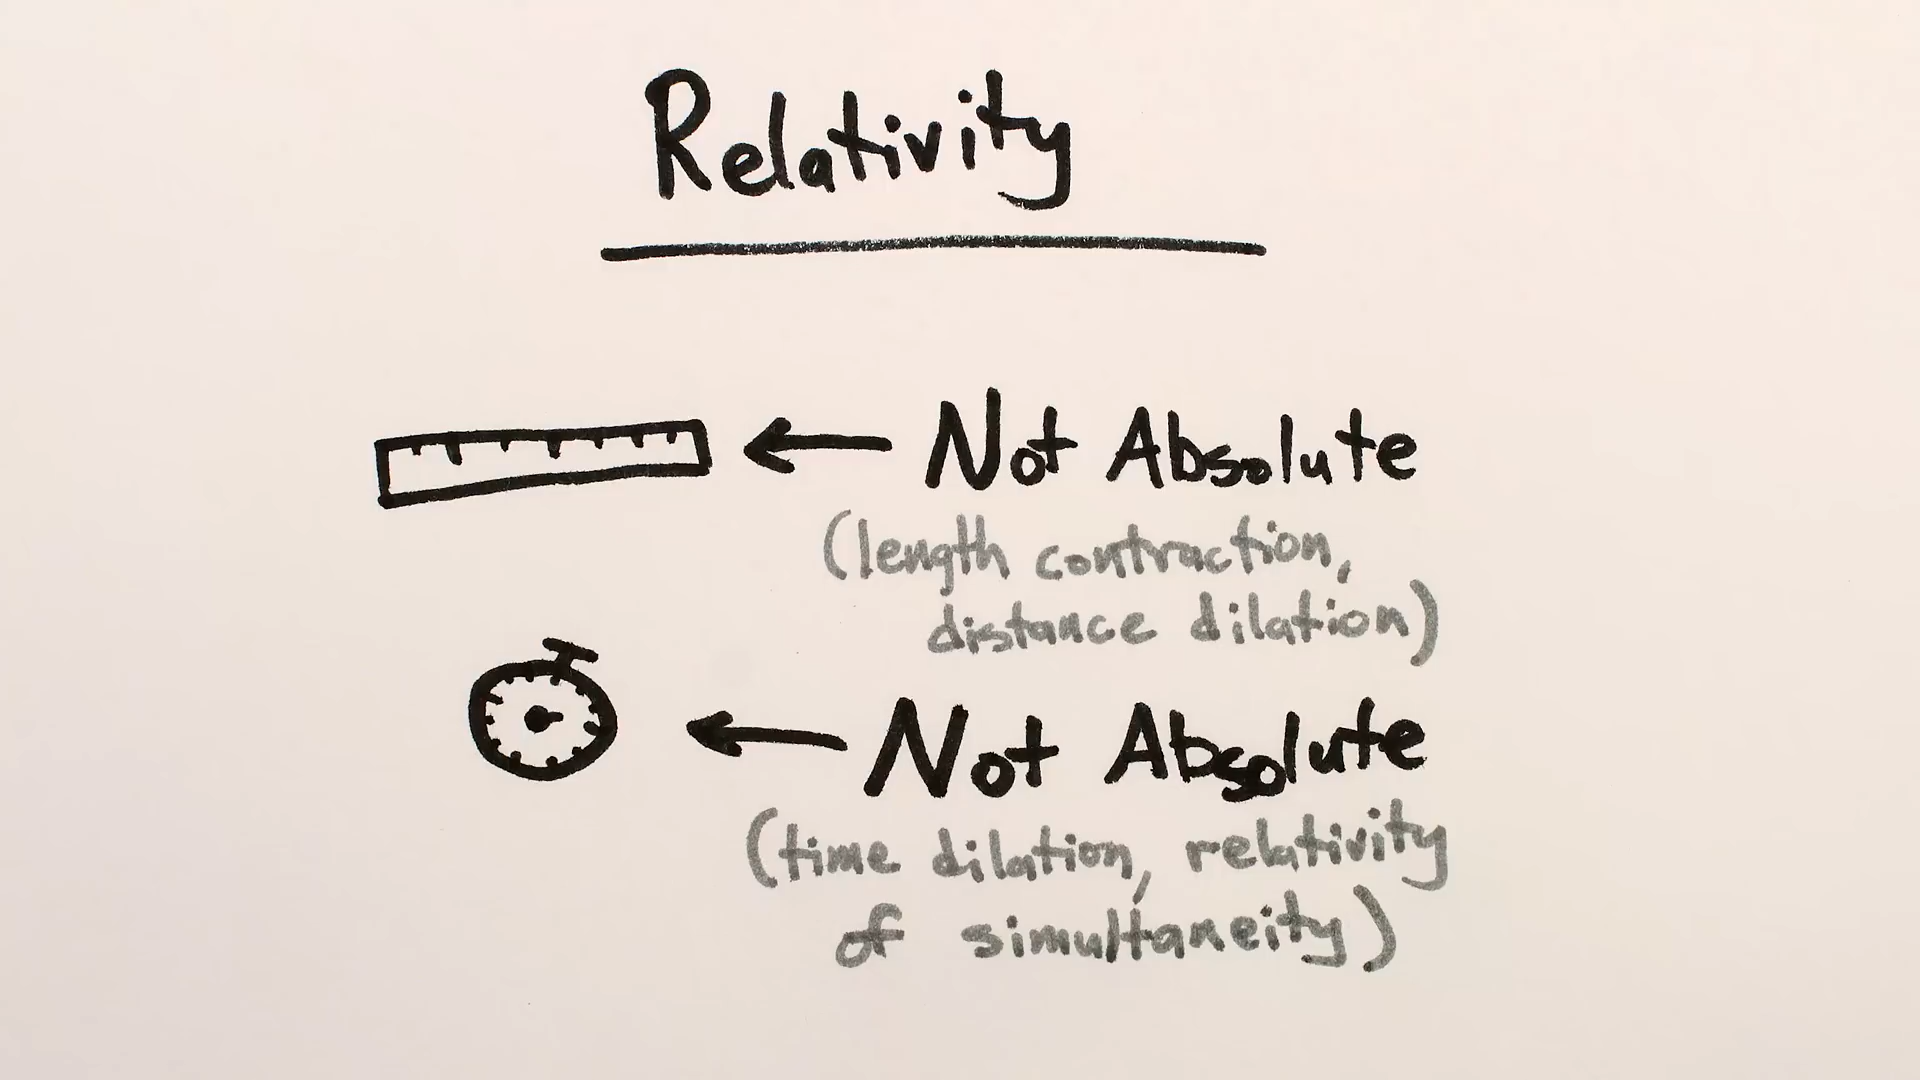 Relativity
Not Absolute
(length contraction,
distance dilation)
Not Absolute
(time dilation, relativity
of simultaneity)